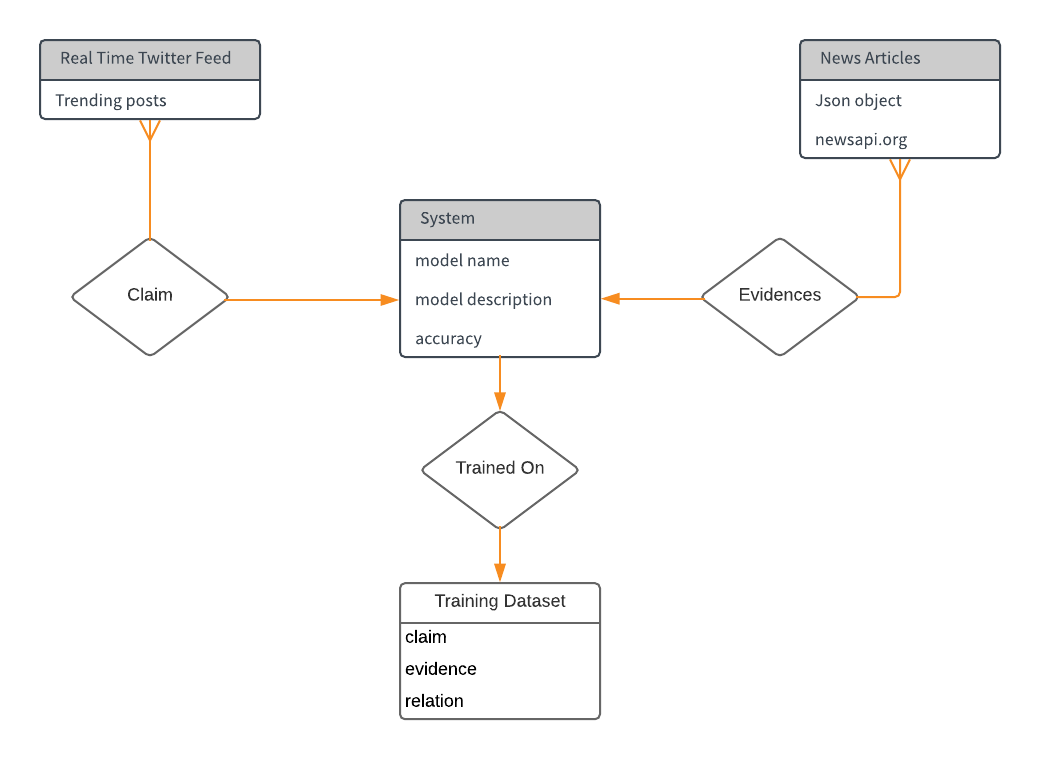 Real Time Twitter Feed
Trending posts
News Articles
Json object
newsapi.org
System
model name
model description
accuracy
Claim
Evidences
Trained On
Training Dataset
claim
evidence
relation